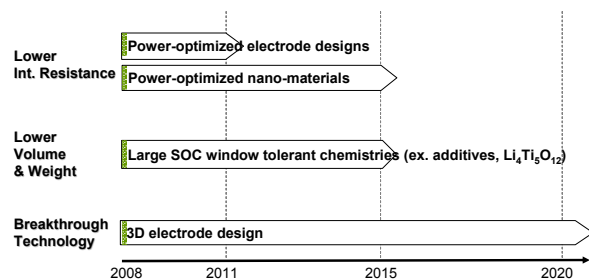 Power-optimized electrode designs
Lower
Int. Resistance
Power-optimized nano-materials
Lower
Volume
& Weight
Large SOC window tolerant chemistries (ex. additives, Li₄Ti₅O₁₂)
Breakthrough
Technology
3D electrode design
2008 2011 2015 2020